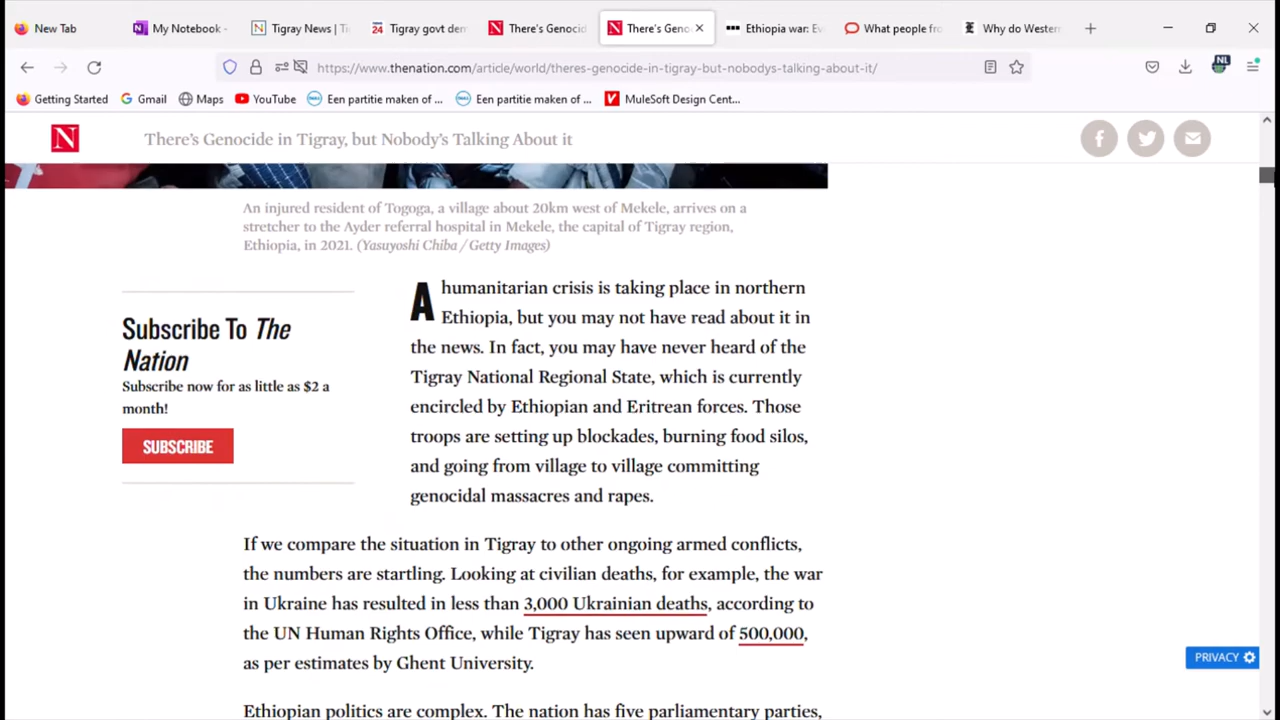 New Tab
My Notebook -
Tigray News | Ti
24 Tigray govt dem
N There's Genocid
N There's Geno
Ethiopia war: Ev
What people fro
Why do Western
https://www.thenation.com/article/world/theres-genocide-in-tigray-but-nobodys-talking-about-it/
NL
Getting Started
Gmail
Maps
YouTube
Een partitie maken of ...
Een partitie maken of ...
MuleSoft Design Cent...
N There's Genocide in Tigray, but Nobody's Talking About it
An injured resident of Togoga, a village about 20km west of Mekele, arrives on a
stretcher to the Ayder referral hospital in Mekele, the capital of Tigray region,
Ethiopia, in 2021. (Yasuyoshi Chiba / Getty Images)
Subscribe To The
Nation
Subscribe now for as little as $2 a
month!
SUBSCRIBE
A humanitarian crisis is taking place in northern
Ethiopia, but you may not have read about it in
the news. In fact, you may have never heard of the
Tigray National Regional State, which is currently
encircled by Ethiopian and Eritrean forces. Those
troops are setting up blockades, burning food silos,
and going from village to village committing
genocidal massacres and rapes.
If we compare the situation in Tigray to other ongoing armed conflicts,
the numbers are startling. Looking at civilian deaths, for example, the war
in Ukraine has resulted in less than 3,000 Ukrainian deaths, according to
the UN Human Rights Office, while Tigray has seen upward of 500,000,
as per estimates by Ghent University.
PRIVACY
Ethiopian politics are complex. The nation has five parliamentary parties,